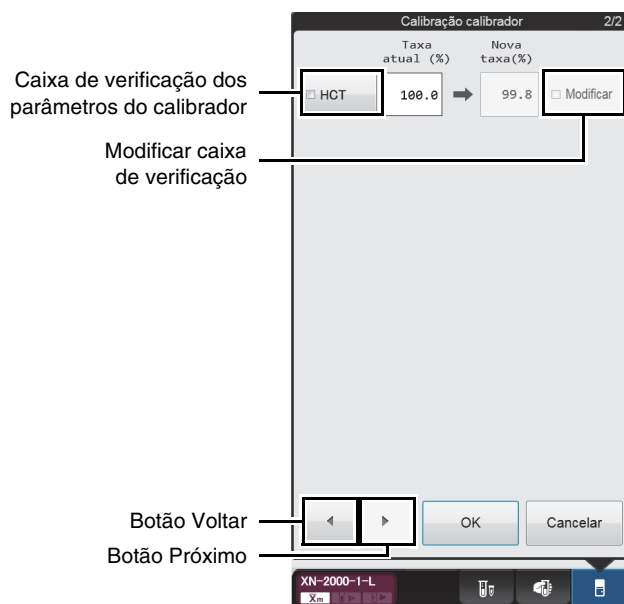 Calibração calibrador 2/2
Taxa atual (%)
Nova taxa(%)
HCT 100.0 99.8 Modificar
Caixa de verificação dos
parâmetros do calibrador
Modificar caixa
de verificação
Botão Voltar
Botão Próximo
OK Cancelar
XN-2000-1-L
Xm